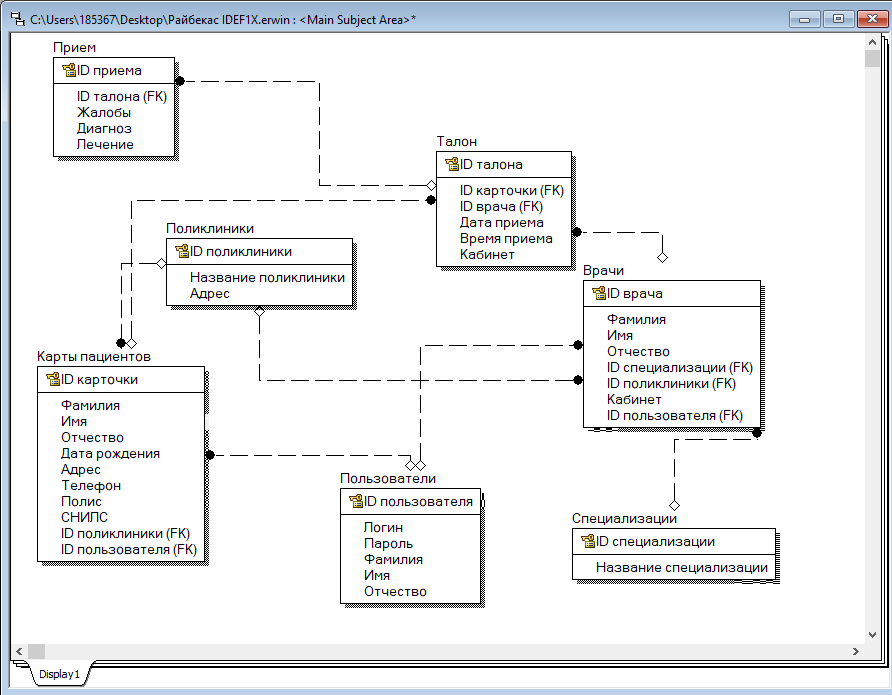 C:\Users\185367\Desktop\Райбекас IDEF1X.erwin : <Main Subject Area>*
Прием
ID приема
ID талона (FK)
Жалобы
Диагноз
Лечение
Талон
ID талона
ID карточки (FK)
ID врача (FK)
Дата приема
Время приема
Кабинет
Поликлиники
ID поликлиники
Название поликлиники
Адрес
Врачи
ID врача
Фамилия
Имя
Отчество
ID специализации (FK)
ID поликлиники (FK)
Кабинет
ID пользователя (FK)
Карты пациентов
ID карточки
Фамилия
Имя
Отчество
Дата рождения
Адрес
Телефон
Полис
СНИЛС
ID поликлиники (FK)
ID пользователя (FK)
Пользователи
ID пользователя
Логин
Пароль
Фамилия
Имя
Отчество
Специализации
ID специализации
Название специализации
Display1